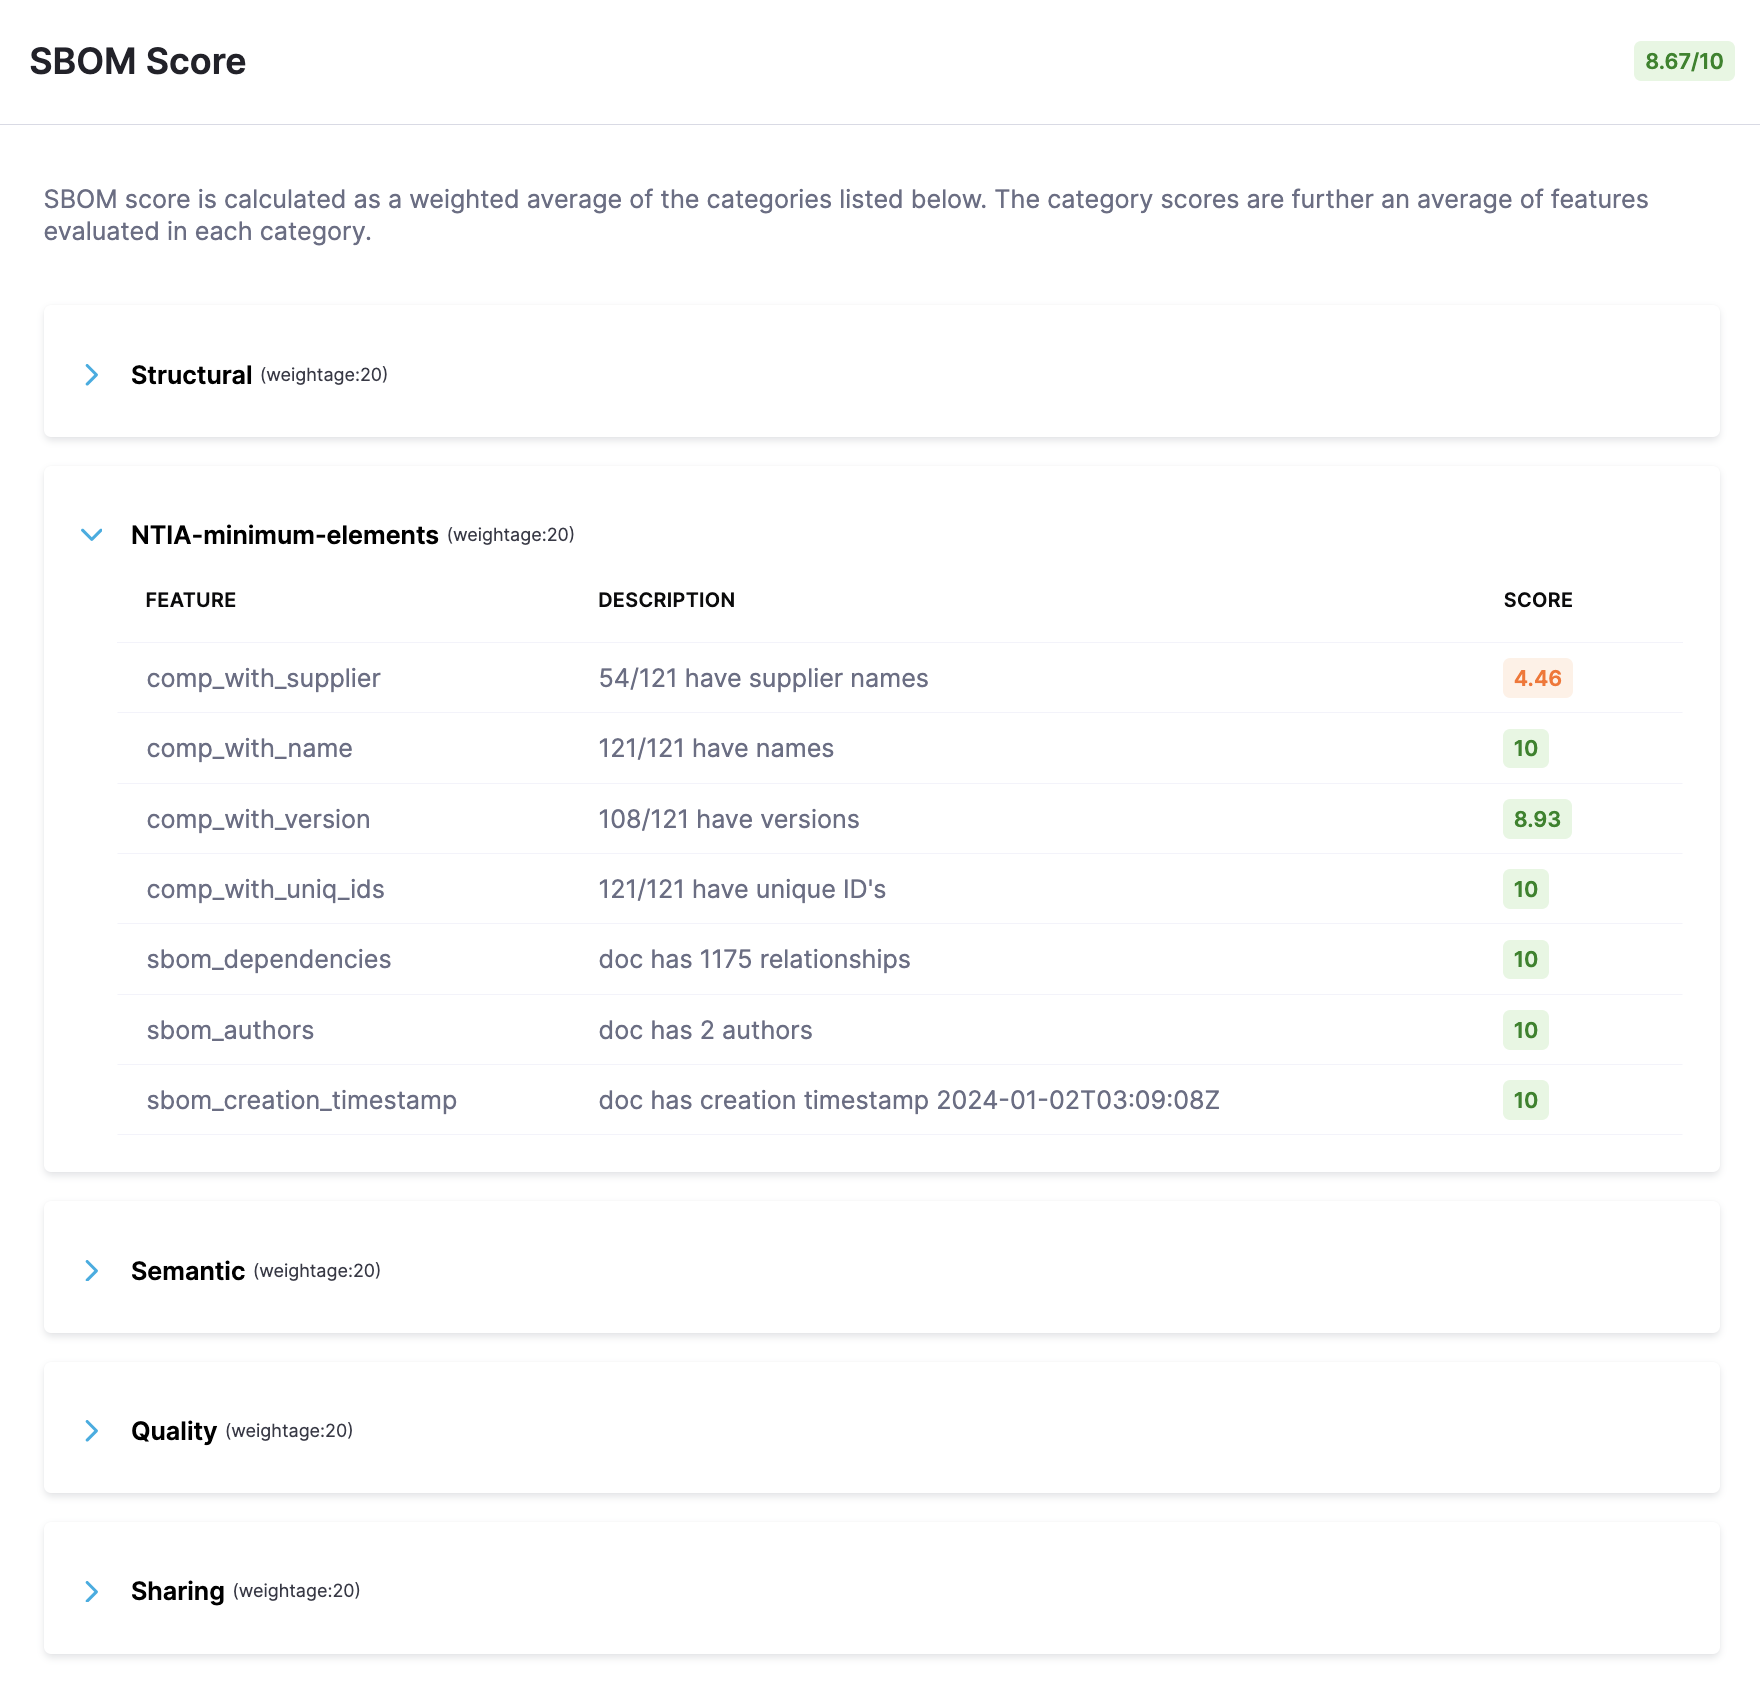 SBOM Score
8.67/10
SBOM score is calculated as a weighted average of the categories listed below. The category scores are further an average of features
evaluated in each category.
Structural (weightage:20)
NTIA-minimum-elements (weightage:20)
FEATURE DESCRIPTION SCORE
comp_with_supplier 54/121 have supplier names 4.46
comp_with_name 121/121 have names 10
comp_with_version 108/121 have versions 8.93
comp_with_uniq_ids 121/121 have unique ID's 10
sbom_dependencies doc has 1175 relationships 10
sbom_authors doc has 2 authors 10
sbom_creation_timestamp doc has creation timestamp 2024-01-02T03:09:08Z 10
Semantic (weightage:20)
Quality (weightage:20)
Sharing (weightage:20)